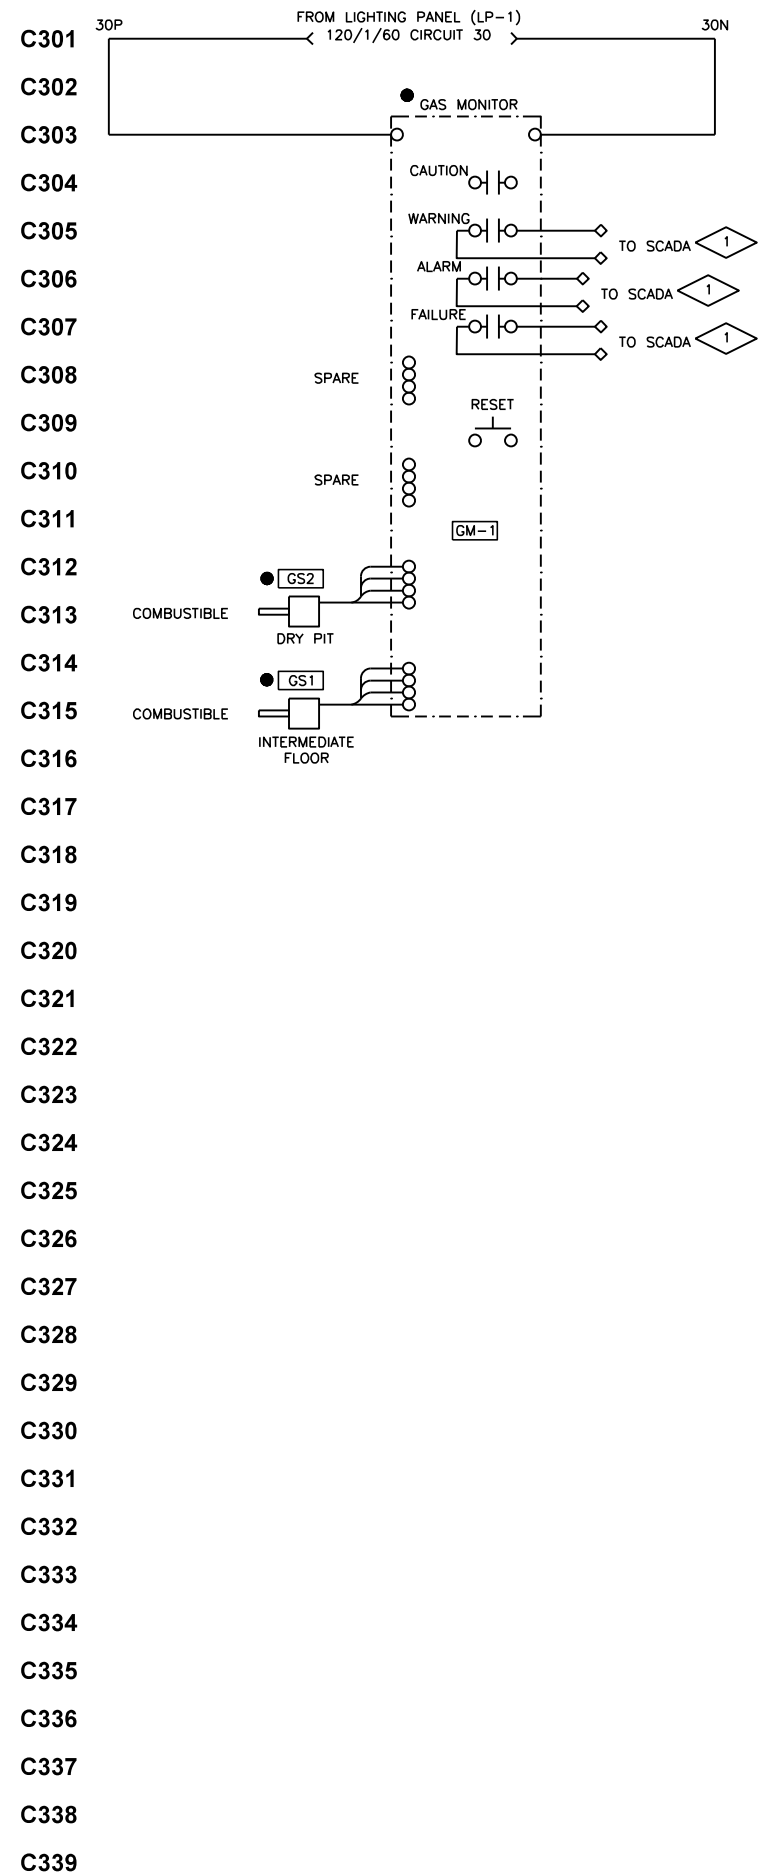 FROM LIGHTING PANEL (LP-1)
30P
30N
C301
120/1/60 CIRCUIT 30
C302
GAS MONITOR
C303
CAUTION
C304
WARNING
C305
TO SCADA
1
ALARM
C306
TO SCADA
1
FAILURE
C307
TO SCADA
1
C308
SPARE
RESET
C309
C310
SPARE
C311
GM-1
C312
GS2
C313
COMBUSTIBLE
DRY PIT
C314
GS1
C315
COMBUSTIBLE
INTERMEDIATE
FLOOR
C316
C317
C318
C319
C320
C321
C322
C323
C324
C325
C326
C327
C328
C329
C330
C331
C332
C333
C334
C335
C336
C337
C338
C339